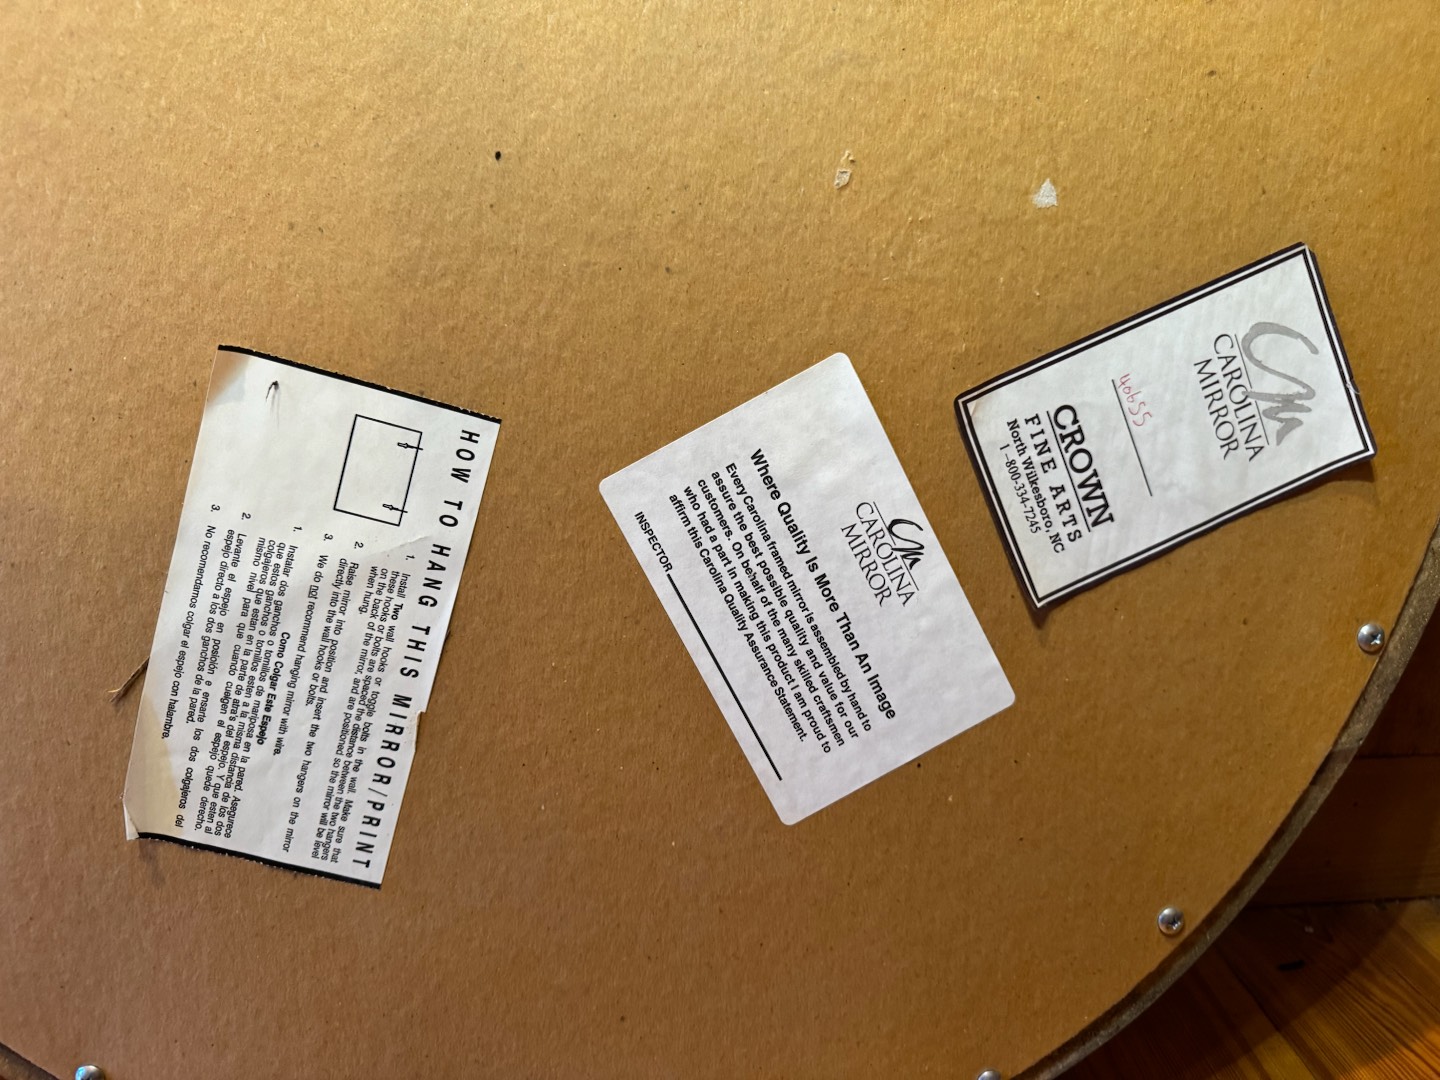 HOW TO HANG THIS MIRROR/PRINT
1. Install Two wall hooks or toggle bolts in the wall. Make sure that
these hooks or bolts are spaced the distance between the two hangers
on the back of the mirror, and are positioned so the mirror will be level
when hung.
2. Raise mirror into position and insert the two hangers on the mirror
directly into the wall hooks or bolts.
3. We do not recommend hanging mirror with wire.
Como Colgar Este Espejo
1. Instalar dos ganchos o tornillos de mariposa en la pared. Asegurece
que estos ganchos o tornillos esten a la misma distancia de los dos
colgajeros que estan en la parte de atra's del espejo. Y que esten al
mismo nivel para que cuando cuelgen el espejo quede derecho.
2. Levante el espejo en posición e ensarte los dos colgajeros del
espejo directo a los dos ganchos de la pared.
3. No recomendamos colgar el espejo con halambre.
CM
CAROLINA
MIRROR
Where Quality Is More Than An Image
Every Carolina framed mirror is assembled by hand to
assure the best possible quality and value for our
customers. On behalf of the many skilled craftsmen
who had a part in making this product I am proud to
affirm this Carolina Quality Assurance Statement.
INSPECTOR
CM
CAROLINA
MIRROR
40655
CROWN
FINE ARTS
North Wilkesboro, NC
1-800-334-7245